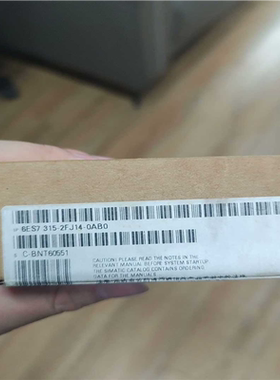 1P 6ES7 315-2FJ14-0AB0
S C-BNT60551
CAUTION! PLEASE READ THE NOTES IN THE
RELEVANT MANUAL BEFORE SYSTEM STARTUP.
THE SIMATIC CATALOG CONTAINS ORDERING
DATA FOR THE MANUALS.